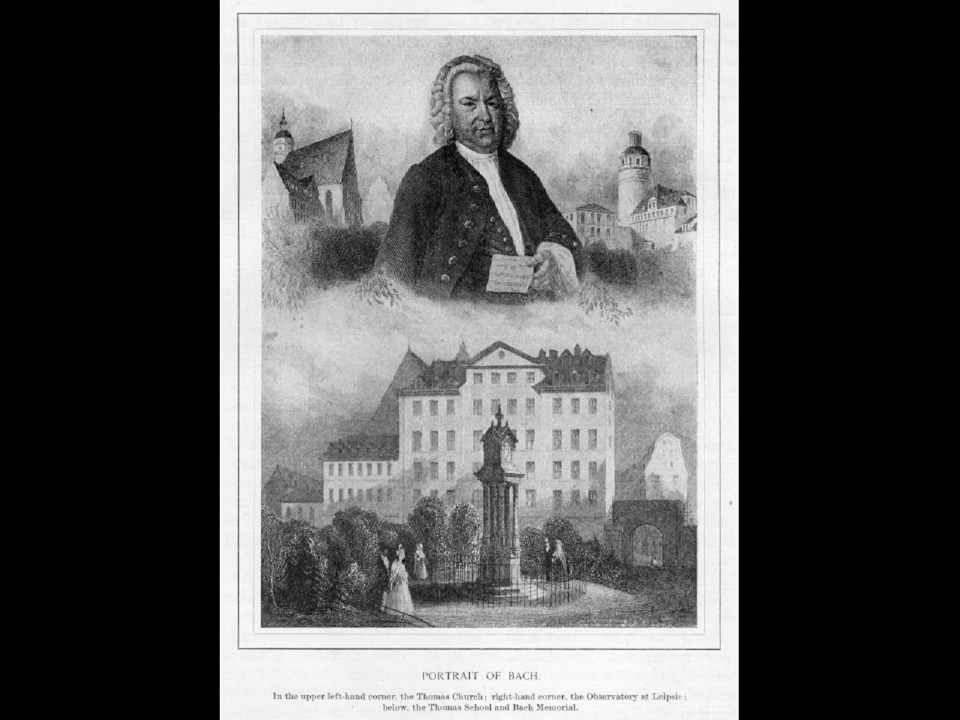 PORTRAIT OF BACH.
In the upper left-hand corner, the Thomas Church; right-hand corner, the Observatory at Leipsic;
below, the Thomas School and Bach Memorial.